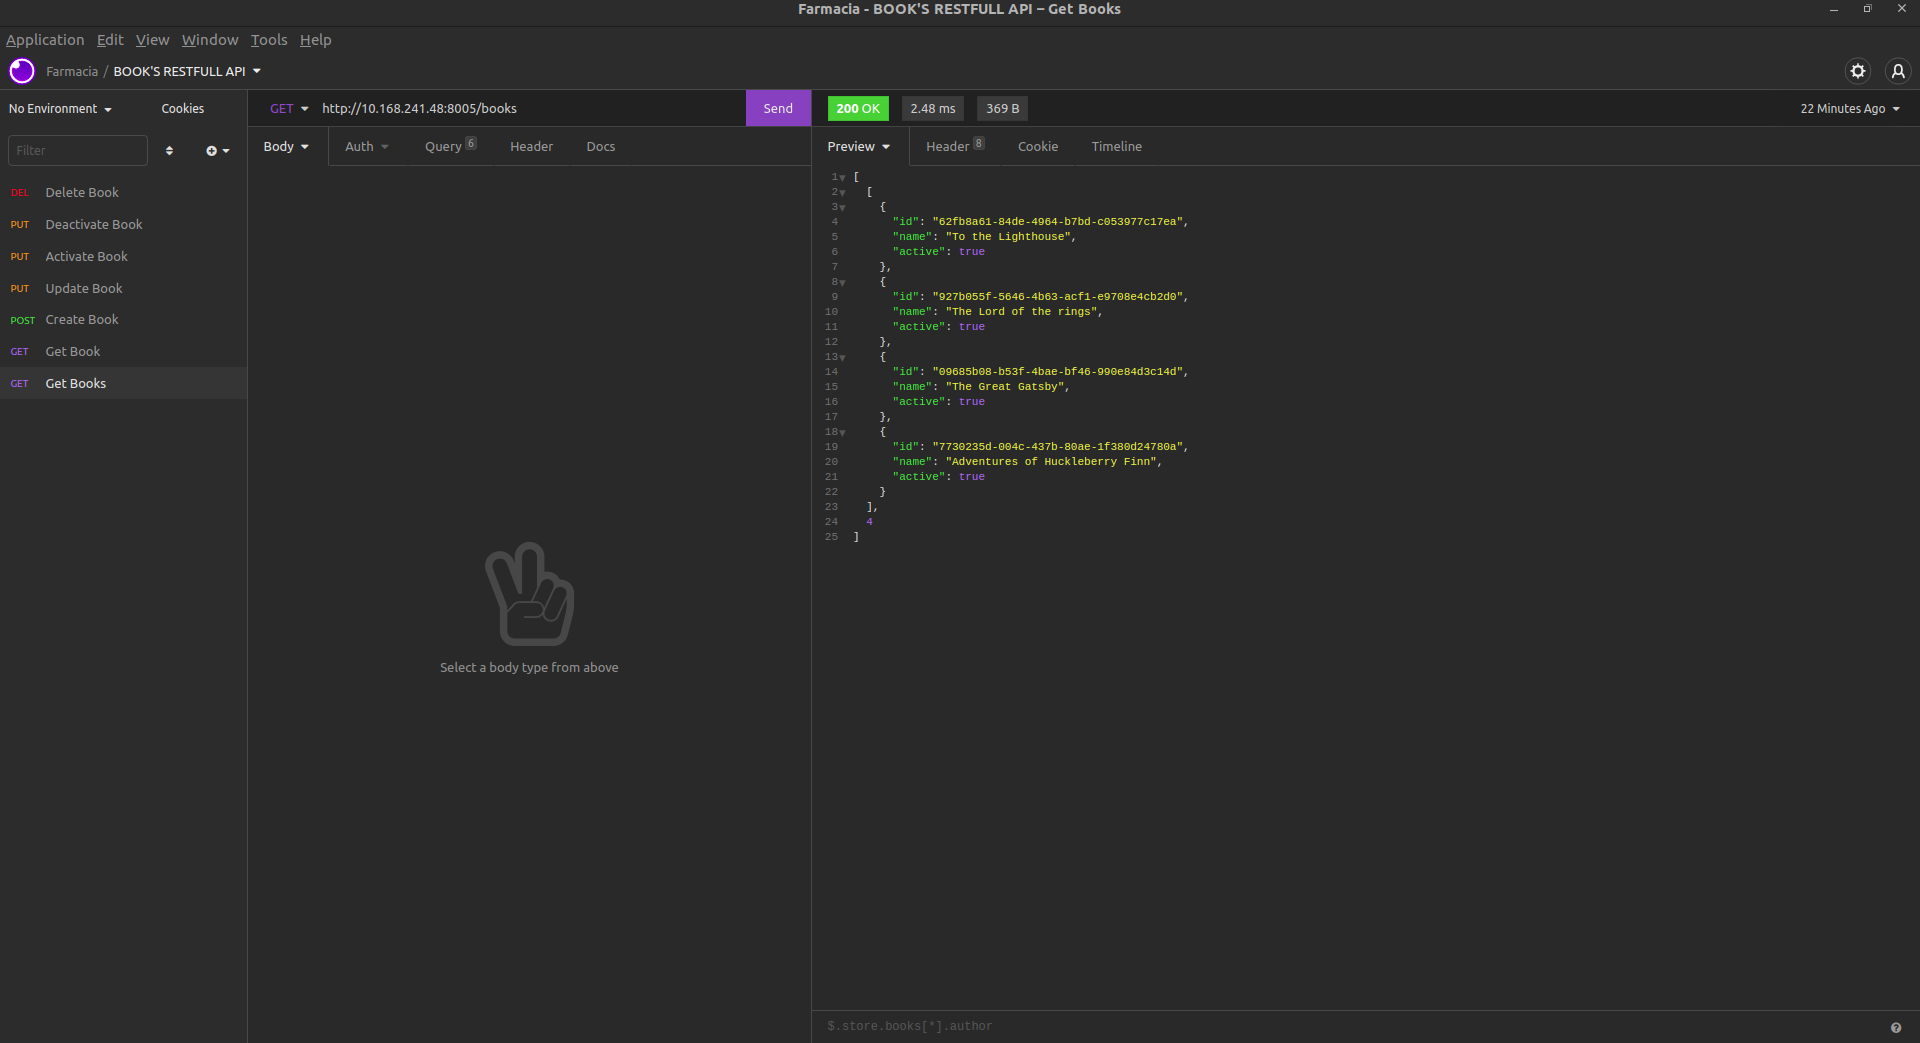 Farmacia - BOOK'S RESTFULL API – Get Books
Application Edit View Window Tools Help
Farmacia / BOOK'S RESTFULL API
No Environment Cookies
GET http://10.168.241.48:8005/books Send
200 OK 2.48 ms 369 B 22 Minutes Ago
Filter
Body Auth Query 6 Header Docs
Preview Header 8 Cookie Timeline
DEL Delete Book
PUT Deactivate Book
PUT Activate Book
PUT Update Book
POST Create Book
GET Get Book
GET Get Books
Select a body type from above
1 [
2 [
3 {
4 "id": "62fb8a61-84de-4964-b7bd-c053977c17ea",
5 "name": "To the Lighthouse",
6 "active": true
7 },
8 {
9 "id": "927b055f-5646-4b63-acf1-e9708e4cb2d0",
10 "name": "The Lord of the rings",
11 "active": true
12 },
13 {
14 "id": "09685b08-b53f-4bae-bf46-990e84d3c14d",
15 "name": "The Great Gatsby",
16 "active": true
17 },
18 {
19 "id": "7730235d-004c-437b-80ae-1f380d24780a",
20 "name": "Adventures of Huckleberry Finn",
21 "active": true
22 }
23 ],
24 4
25 ]
$.store.books[*].author